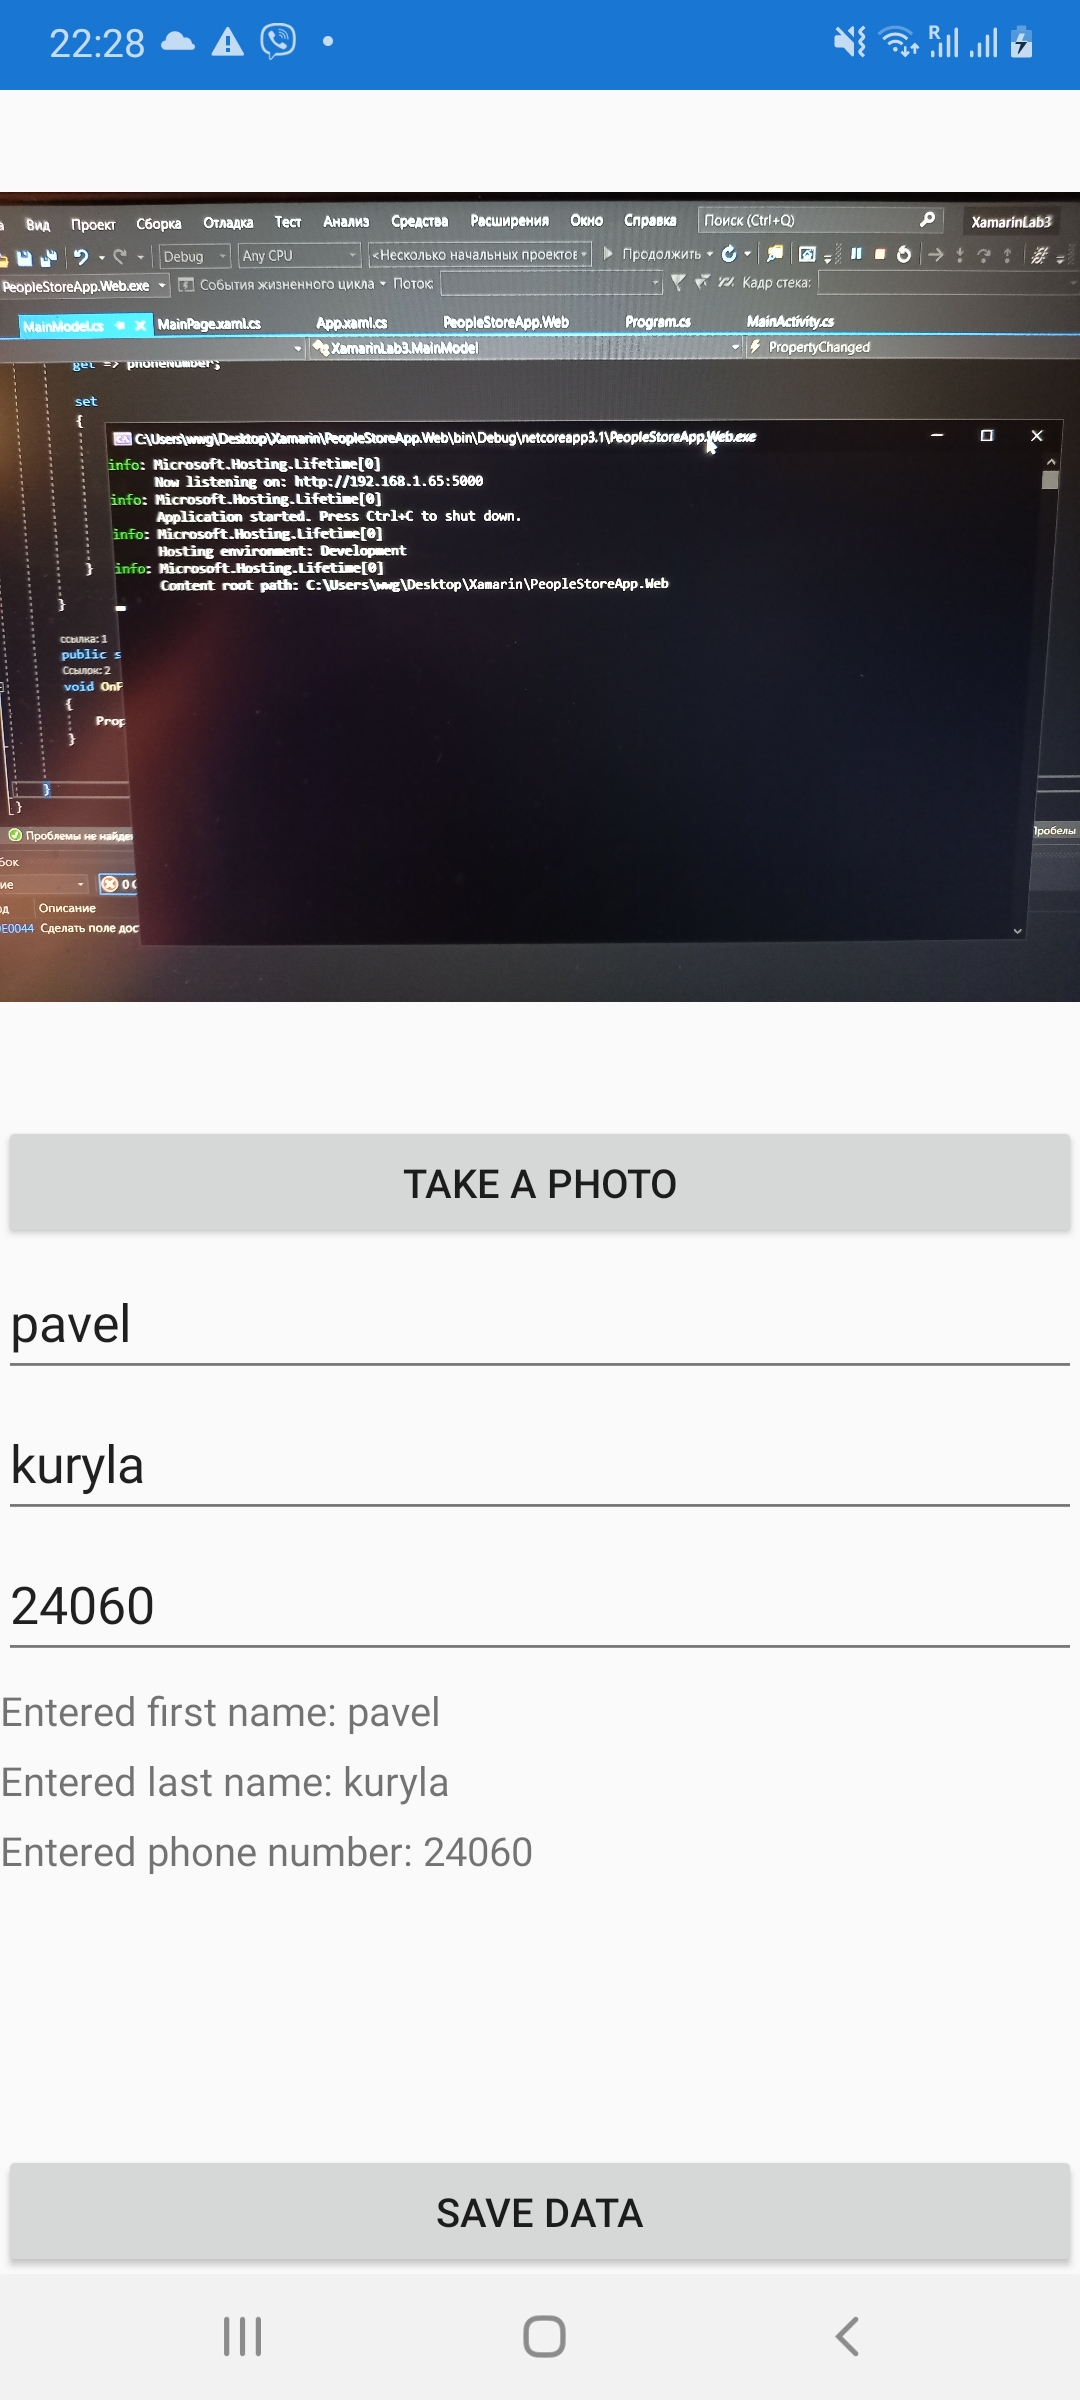 22:28
Вид Проект Сборка Отладка Тест Анализ Средства Расширения Окно Справка Поиск (Ctrl+Q) XamarinLab3
Debug Any CPU <Несколько начальных проектов Продолжить
PeopleStoreApp.Web.exe События жизненного цикла Поток: Кадр стека:
MainModel.cs MainPage.xaml.cs App.xaml.cs PeopleStoreApp.Web Program.cs MainActivity.cs
XamarinLab3.MainModel PropertyChanged
get => phoneNumber;
set
{
C:\Users\wwg\Desktop\Xamarin\PeopleStoreApp.Web\bin\Debug\netcoreapp3.1\PeopleStoreApp.Web.exe
info: Microsoft.Hosting.Lifetime[0]
Now listening on: http://192.168.1.65:5000
info: Microsoft.Hosting.Lifetime[0]
Application started. Press Ctrl+C to shut down.
info: Microsoft.Hosting.Lifetime[0]
Hosting environment: Development
} info: Microsoft.Hosting.Lifetime[0]
Content root path: C:\Users\wwg\Desktop\Xamarin\PeopleStoreApp.Web
}
ссылка: 1
public s
Ссылок: 2
void OnP
{
Prop
}
}
}
Проблемы не найден Пробелы
бок
ие 0
од Описание
DE0044 Сделать поле дос
TAKE A PHOTO
pavel
kuryla
24060
Entered first name: pavel
Entered last name: kuryla
Entered phone number: 24060
SAVE DATA